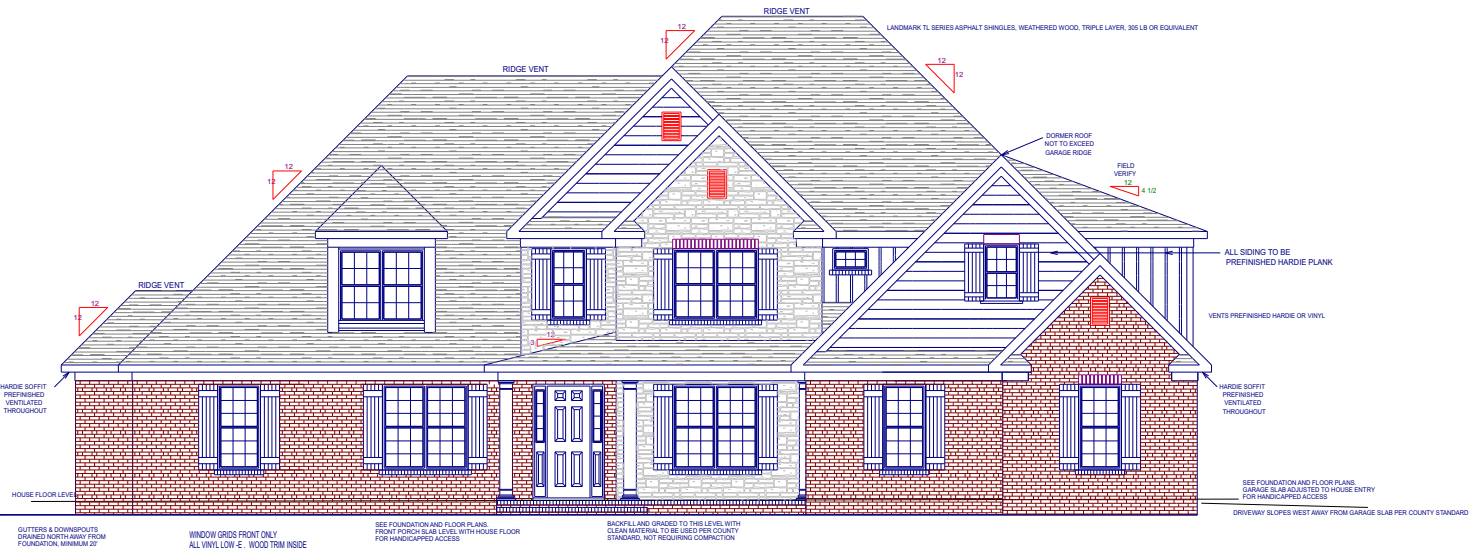 RIDGE VENT
12
12
LANDMARK TL SERIES ASPHALT SHINGLES, WEATHERED WOOD, TRIPLE LAYER, 305 LB OR EQUIVALENT
RIDGE VENT
12
12
DORMER ROOF
NOT TO EXCEED
GARAGE RIDGE
12
12
FIELD
VERIFY
12
4 1/2
ALL SIDING TO BE
PREFINISHED HARDIE PLANK
RIDGE VENT
12
12
VENTS PREFINISHED HARDIE OR VINYL
12
3
HARDIE SOFFIT
PREFINISHED
VENTILATED
THROUGHOUT
HARDIE SOFFIT
PREFINISHED
VENTILATED
THROUGHOUT
HOUSE FLOOR LEVEL
SEE FOUNDATION AND FLOOR PLANS.
GARAGE SLAB ADJUSTED TO HOUSE ENTRY
FOR HANDICAPPED ACCESS
DRIVEWAY SLOPES WEST AWAY FROM GARAGE SLAB PER COUNTY STANDARD
GUTTERS & DOWNSPOUTS
DRAINED NORTH AWAY FROM
FOUNDATION, MINIMUM 20'
WINDOW GRIDS FRONT ONLY
ALL VINYL LOW -E . WOOD TRIM INSIDE
SEE FOUNDATION AND FLOOR PLANS.
FRONT PORCH SLAB LEVEL WITH HOUSE FLOOR
FOR HANDICAPPED ACCESS
BACKFILL AND GRADED TO THIS LEVEL WITH
CLEAN MATERIAL TO BE USED PER COUNTY
STANDARD, NOT REQUIRING COMPACTION